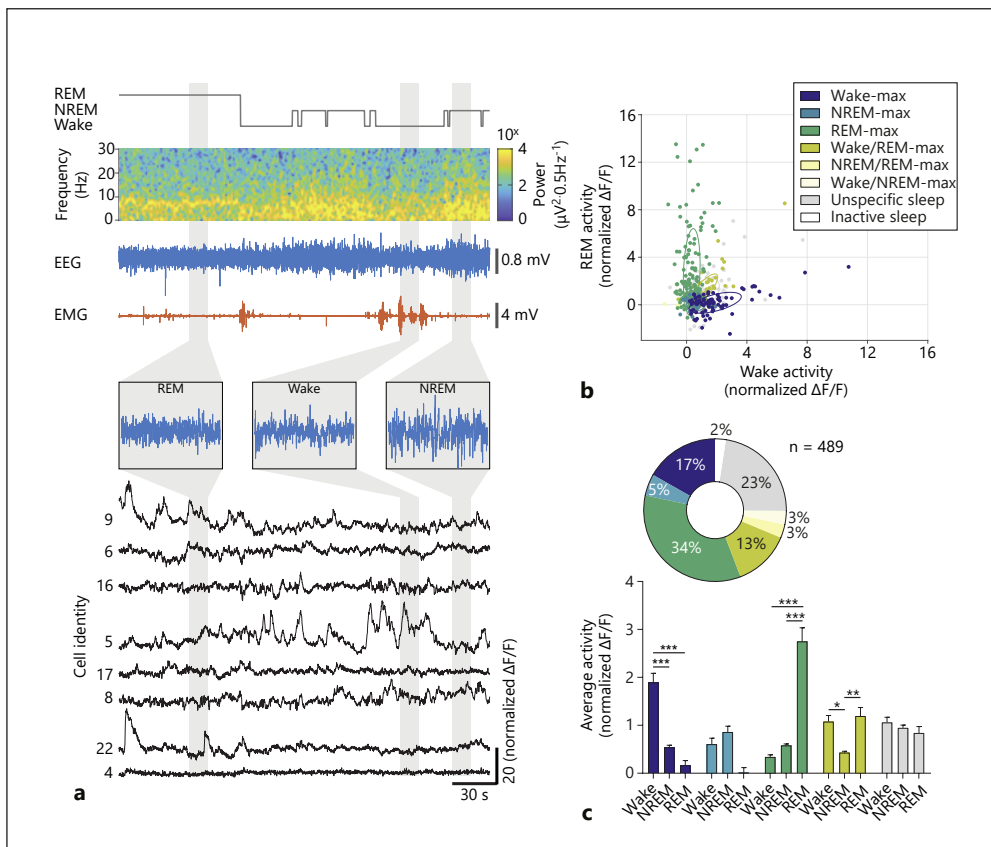 REM
NREM
Wake
30
20
10
0
Frequency
(Hz)
10ˣ
4
2
0
Power
(μV²0.5Hz⁻¹)
EEG
0.8 mV
EMG
4 mV
REM
Wake
NREM
9
6
16
5
17
8
22
4
Cell identity
20 (normalized ΔF/F)
30 s
a
Wake-max
NREM-max
REM-max
Wake/REM-max
NREM/REM-max
Wake/NREM-max
Unspecific sleep
Inactive sleep
16
12
8
4
0
REM activity
(normalized ΔF/F)
0 4 8 12 16
Wake activity
(normalized ΔF/F)
b
2%
n = 489
17%
23%
5%
3%
3%
34%
13%
4
3
2
1
0
Average activity
(normalized ΔF/F)
***
***
***
***
*
**
Wake NREM REM Wake NREM REM Wake NREM REM Wake NREM REM Wake NREM REM
c